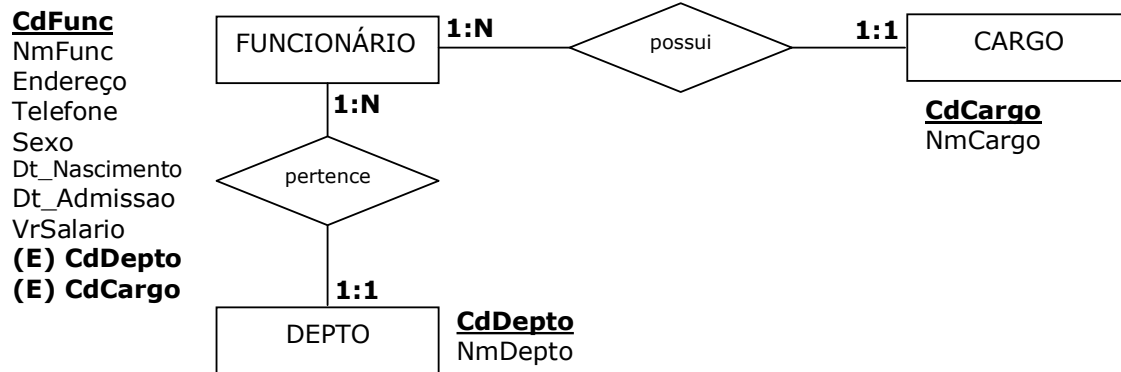 CdFunc
NmFunc
Endereço
Telefone
Sexo
Dt_Nascimento
Dt_Admissao
VrSalario
(E) CdDepto
(E) CdCargo
FUNCIONÁRIO
1:N
possui
1:1
CARGO
CdCargo
NmCargo
1:N
pertence
1:1
DEPTO
CdDepto
NmDepto